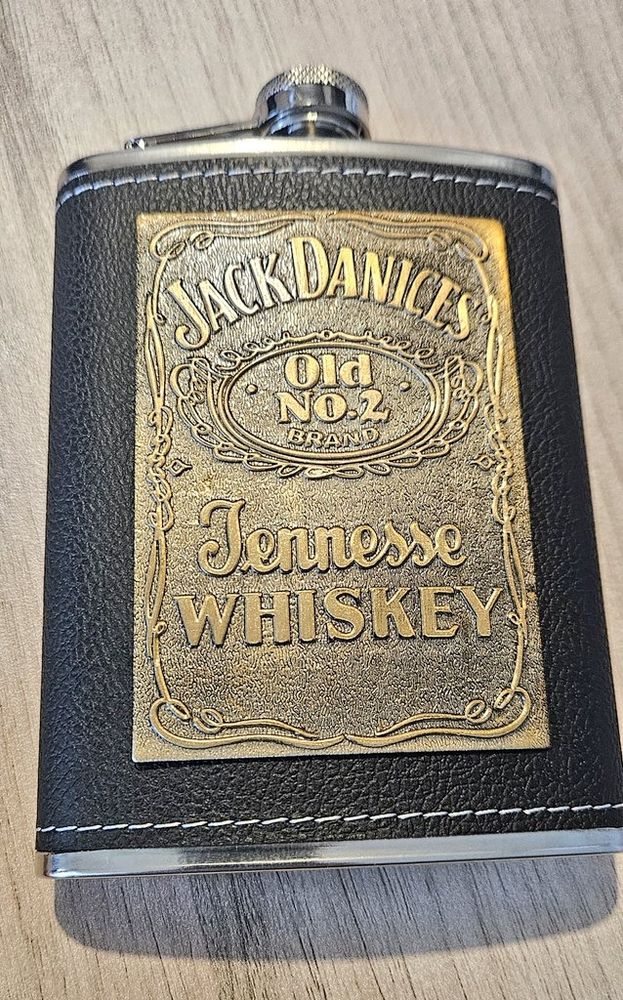 JACK DANICES
Old
NO.2
BRAND
Jennesse
WHISKEY